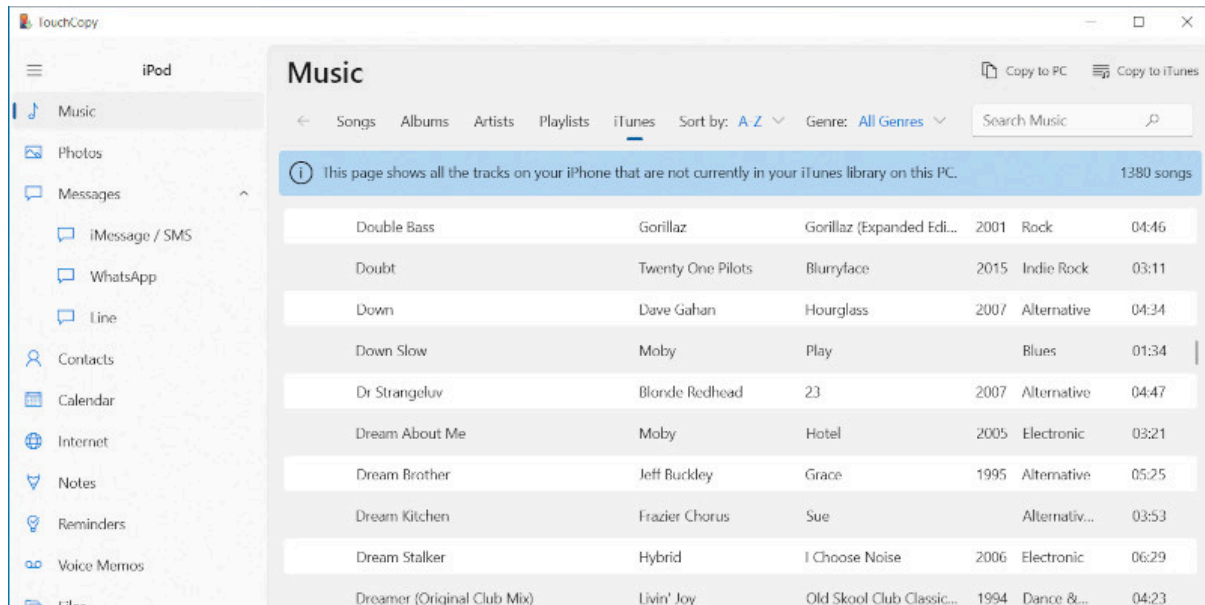 TouchCopy
iPod
Music
Photos
Messages
iMessage / SMS
WhatsApp
Line
Contacts
Calendar
Internet
Notes
Reminders
Voice Memos
Files
Music
Copy to PC
Copy to iTunes
Songs Albums Artists Playlists iTunes Sort by: A-Z Genre: All Genres Search Music
This page shows all the tracks on your iPhone that are not currently in your iTunes library on this PC. 1380 songs
Double Bass Gorillaz Gorillaz (Expanded Edi... 2001 Rock 04:46
Doubt Twenty One Pilots Blurryface 2015 Indie Rock 03:11
Down Dave Gahan Hourglass 2007 Alternative 04:34
Down Slow Moby Play Blues 01:34
Dr Strangeluv Blonde Redhead 23 2007 Alternative 04:47
Dream About Me Moby Hotel 2005 Electronic 03:21
Dream Brother Jeff Buckley Grace 1995 Alternative 05:25
Dream Kitchen Frazier Chorus Sue Alternativ... 03:53
Dream Stalker Hybrid I Choose Noise 2006 Electronic 06:29
Dreamer (Original Club Mix) Livin' Joy Old Skool Club Classic... 1994 Dance &... 04:23